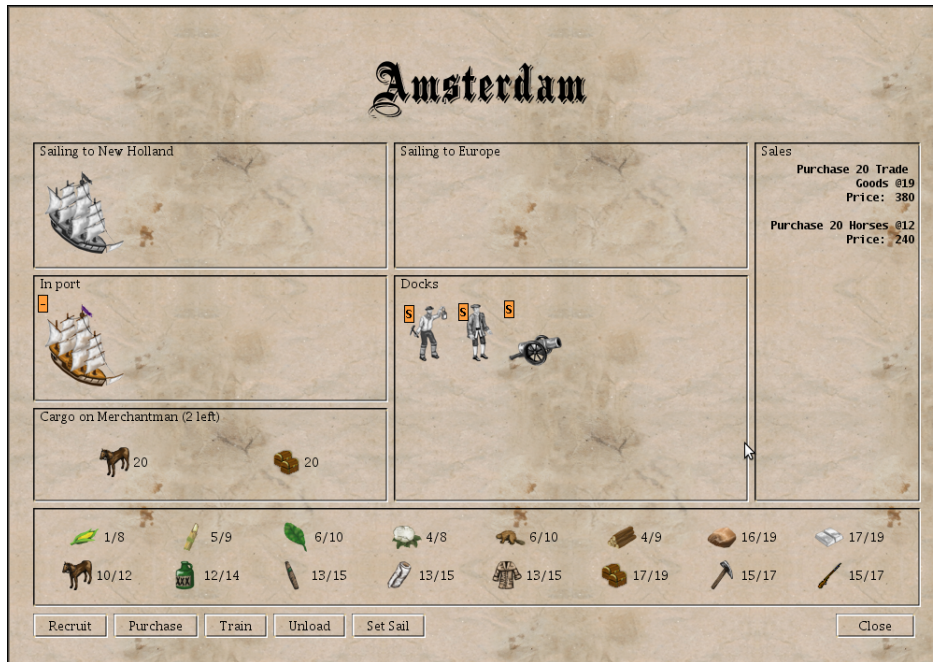 Amsterdam
Sailing to New Holland
Sailing to Europe
Sales
Purchase 20 Trade
Goods @19
Price: 380
Purchase 20 Horses @12
Price: 240
In port
-
Docks
S
S
S
Cargo on Merchantman (2 left)
20
20
1/8
5/9
6/10
4/8
6/10
4/9
16/19
17/19
10/12
XXX
12/14
13/15
13/15
13/15
17/19
15/17
15/17
Recruit
Purchase
Train
Unload
Set Sail
Close